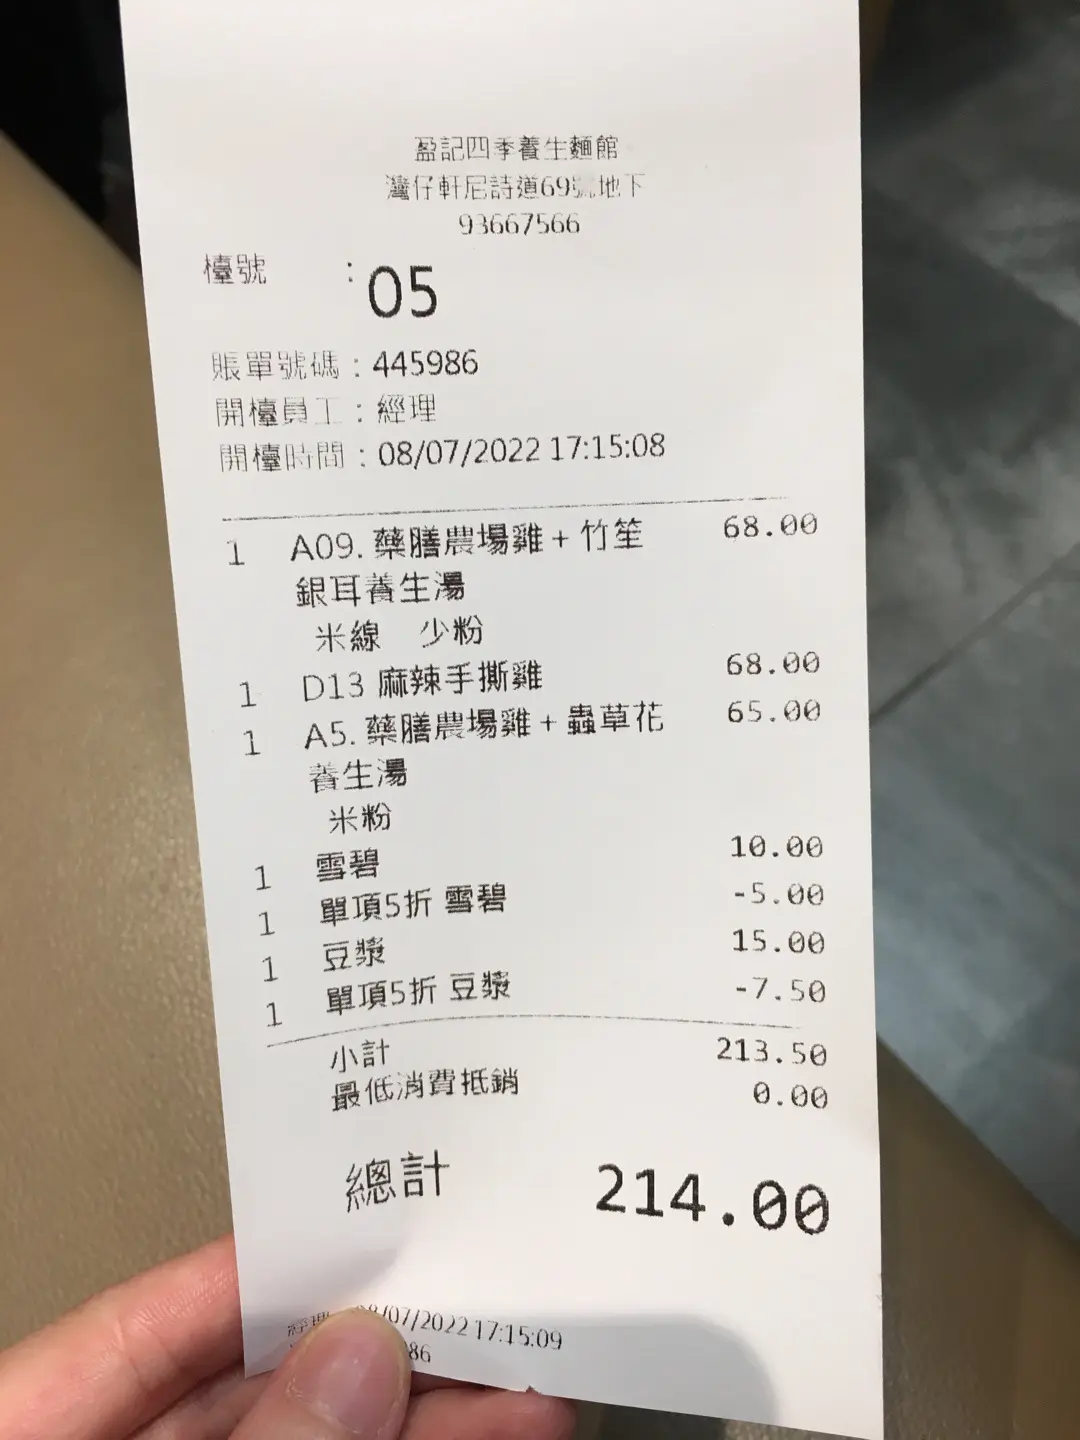 盈記四季養生麵館
灣仔軒尼詩道69號地下
93667566
檯號 : 05
賬單號碼 : 445986
開檯員工 : 經理
開檯時間 : 08/07/2022 17:15:08
1 A09. 藥膳農場雞 + 竹笙 68.00
銀耳養生湯
米線 少粉
1 D13 麻辣手撕雞 68.00
1 A5. 藥膳農場雞 + 蟲草花 65.00
養生湯
米粉
1 雪碧 10.00
1 單項5折 雪碧 -5.00
1 豆漿 15.00
1 單項5折 豆漿 -7.50
小計 213.50
最低消費抵銷 0.00
總計 214.00
經理 08/07/2022 17:15:09
86